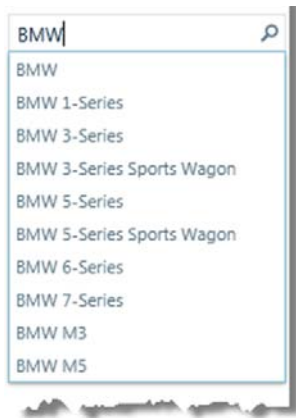 BMW
BMW
BMW 1-Series
BMW 3-Series
BMW 3-Series Sports Wagon
BMW 5-Series
BMW 5-Series Sports Wagon
BMW 6-Series
BMW 7-Series
BMW M3
BMW M5